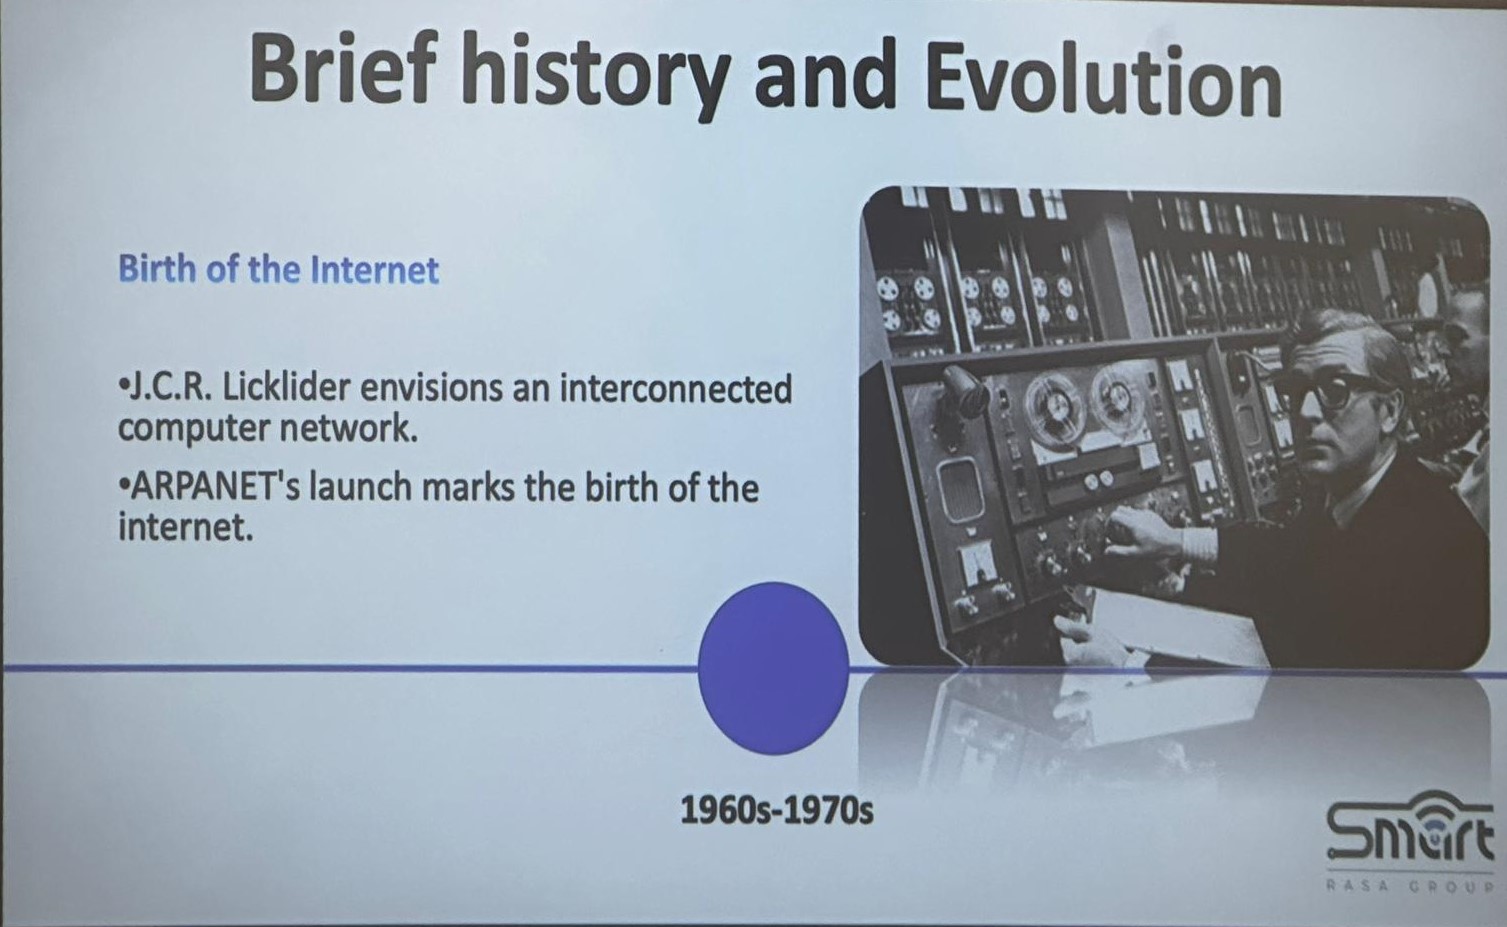 Brief history and Evolution
Birth of the Internet
•J.C.R. Licklider envisions an interconnected
computer network.
•ARPANET's launch marks the birth of the
internet.
1960s-1970s
Smart
RASA GROUP